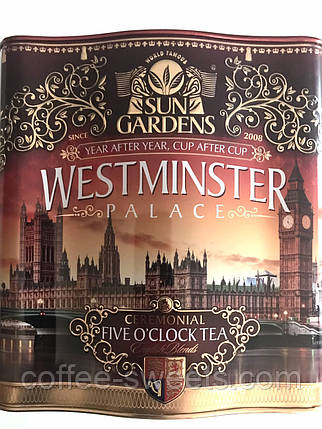 WORLD FAMOUS
SUN
GARDENS
SINCE 2008
YEAR AFTER YEAR, CUP AFTER CUP
WESTMINSTER
PALACE
CEREMONIAL
FIVE O'CLOCK TEA
Blends
coffee-sweets.com